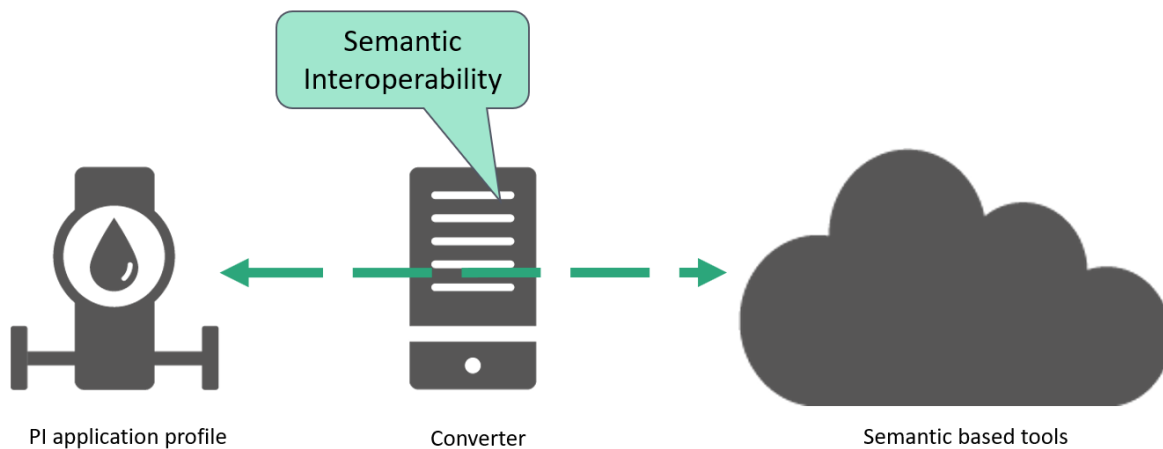 Semantic
Interoperability
PI application profile
Converter
Semantic based tools